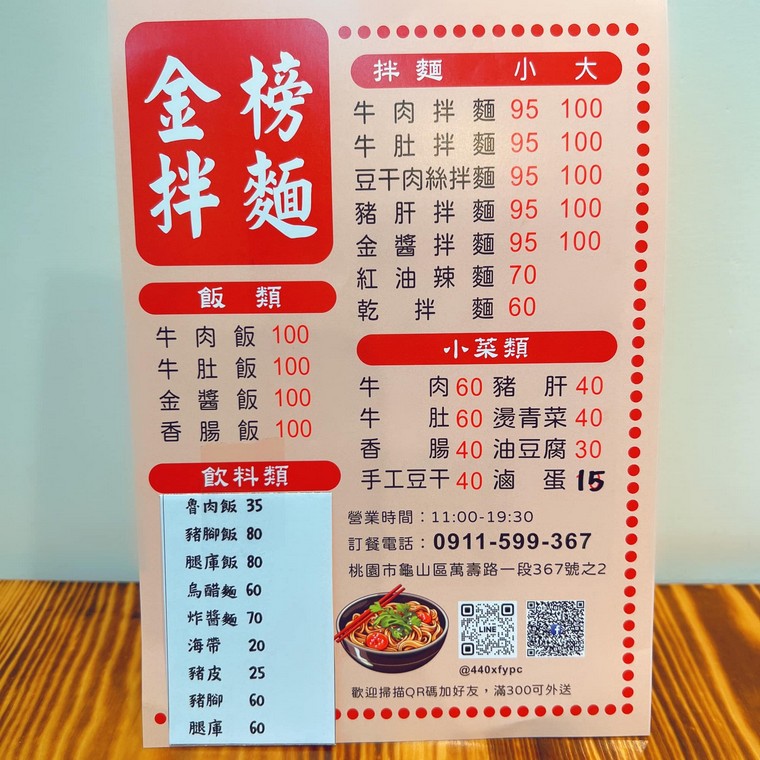 金榜
拌麵
飯類
牛肉飯 100
牛肚飯 100
金醬飯 100
香腸飯 100
飲料類
魯肉飯 35
豬腳飯 80
腿庫飯 80
烏醋麵 60
炸醬麵 70
海帶 20
豬皮 25
豬腳 60
腿庫 60
拌麵 小 大
牛肉拌麵 95 100
牛肚拌麵 95 100
豆干肉絲拌麵 95 100
豬肝拌麵 95 100
金醬拌麵 95 100
紅油辣麵 70
乾拌麵 60
小菜類
牛肉 60 豬肝 40
牛肚 60 燙青菜 40
香腸 40 油豆腐 30
手工豆干 40 滷蛋 15
營業時間：11:00-19:30
訂餐電話：0911-599-367
桃園市龜山區萬壽路一段367號之2
LINE
@440xfypc
歡迎掃描QR碼加好友，滿300可外送